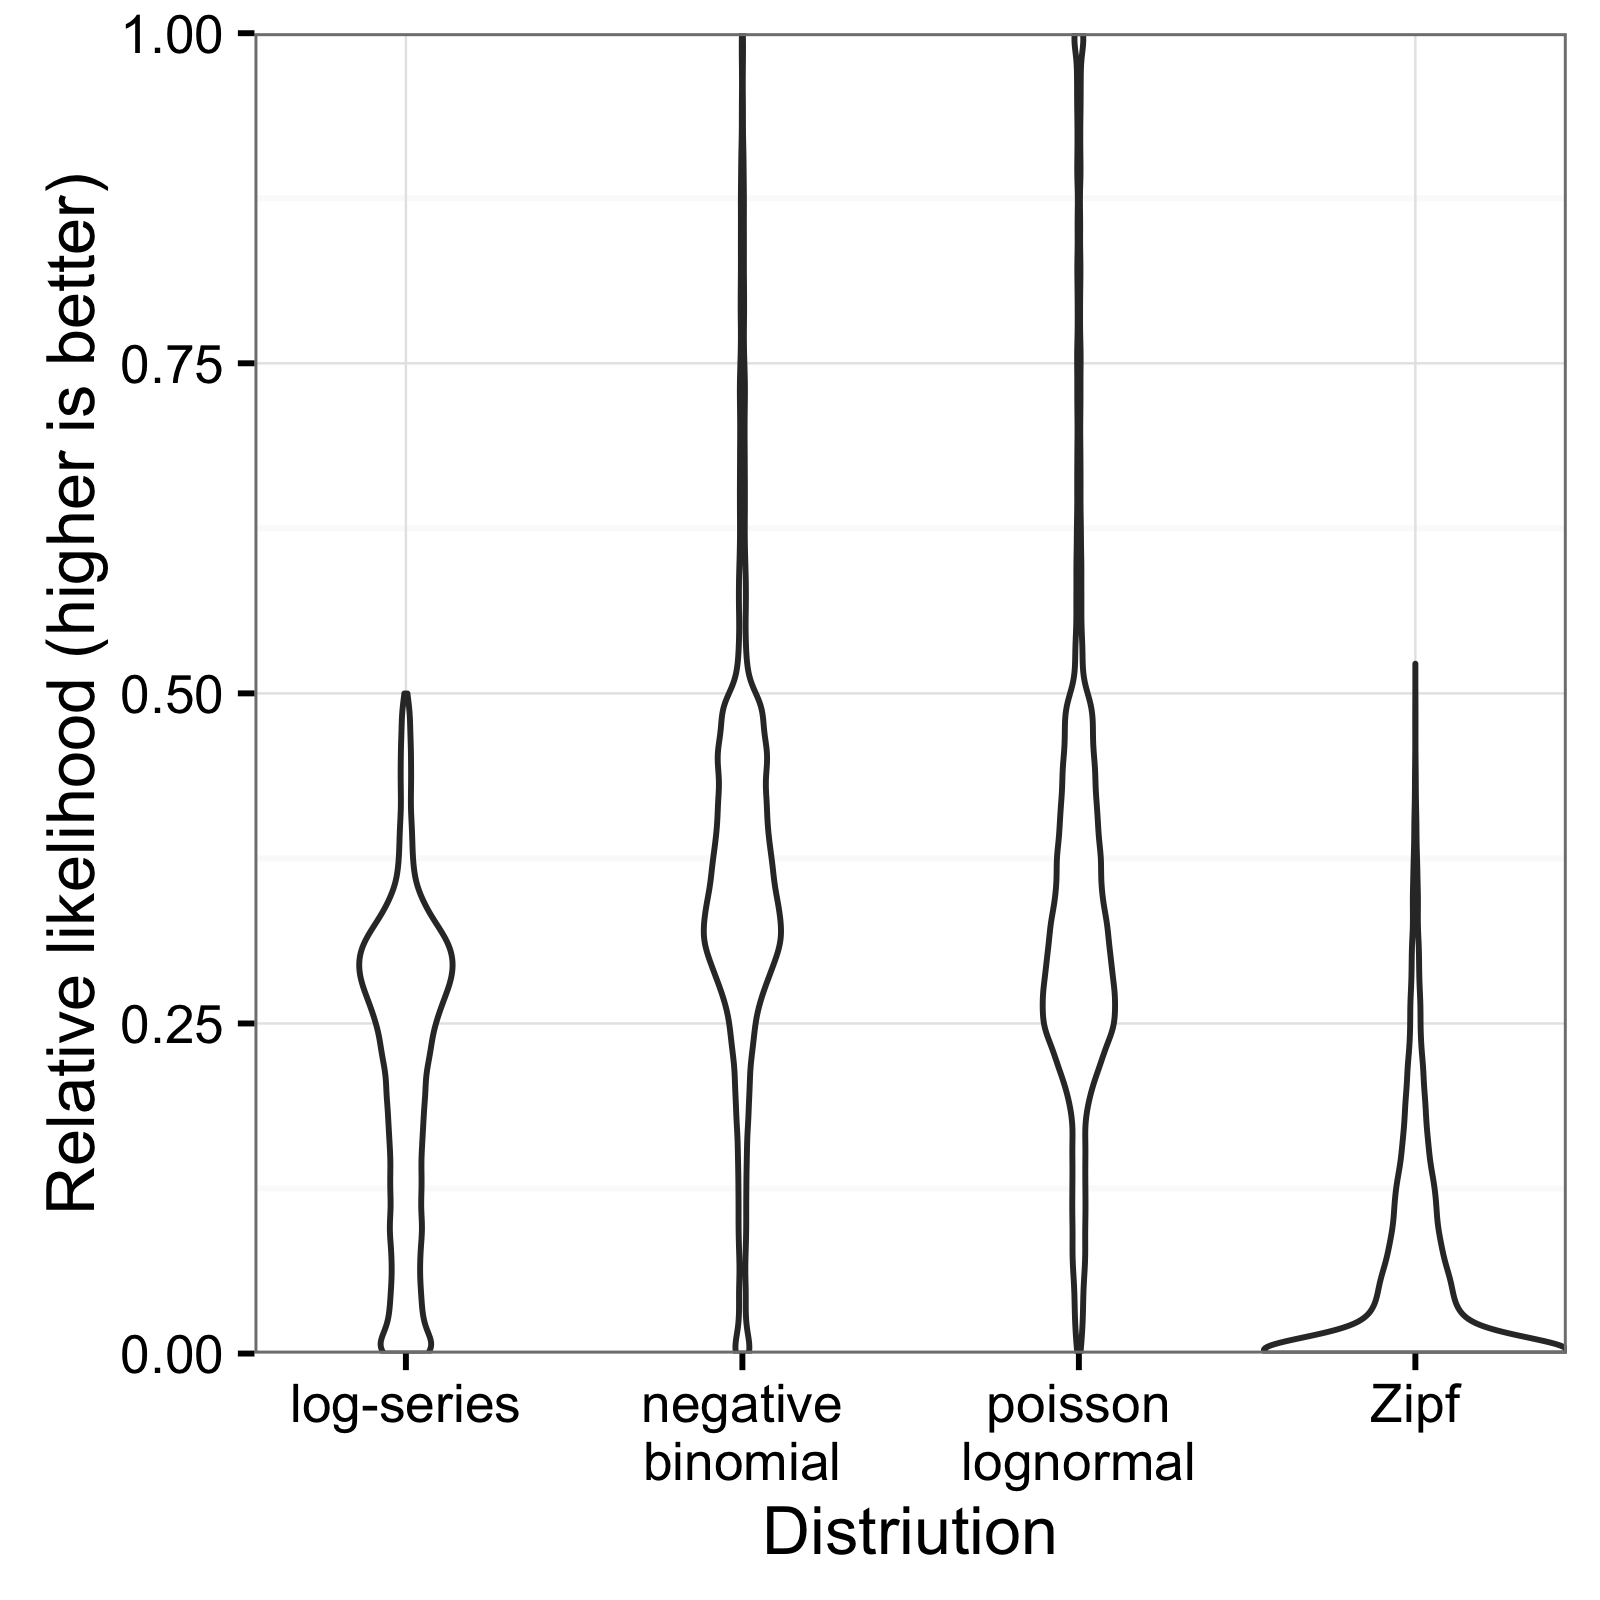 Relative likelihood (higher is better)
1.00
0.75
0.50
0.25
0.00
log-series
negative
binomial
poisson
lognormal
Zipf
Distriution